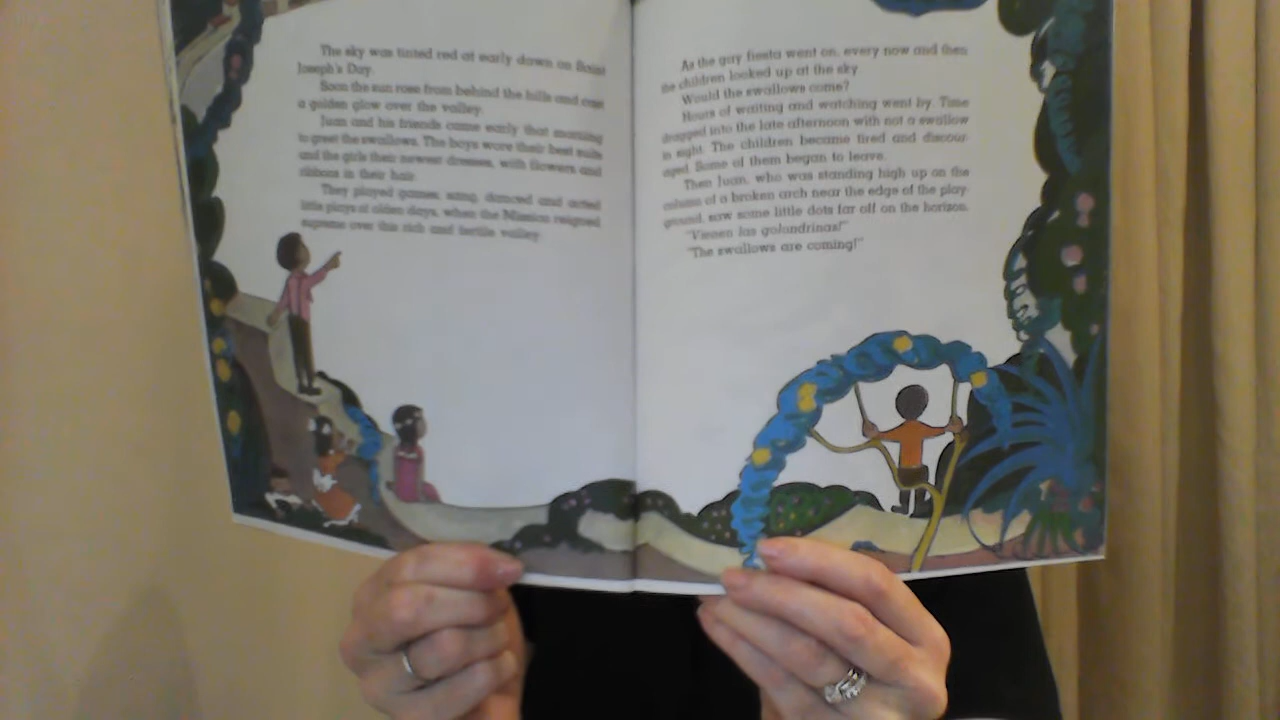 The sky was tinted red at early dawn on Saint
Joseph's Day.
Soon the sun rose from behind the hills and cast
a golden glow over the valley.
Juan and his friends came early that morning
to greet the swallows. The boys wore their best suits
and the girls their newest dresses, with flowers and
ribbons in their hair.
They played games, sang, danced and acted
little plays of olden days, when the Mission reigned
supreme over this rich and fertile valley.
As the gay fiesta went on, every now and then
the children looked up at the sky.
Would the swallows come?
Hours of waiting and watching went by. Time
dragged into the late afternoon with not a swallow
in sight. The children became tired and discour-
aged. Some of them began to leave.
Then Juan, who was standing high up on the
column of a broken arch near the edge of the play-
ground, saw some little dots far off on the horizon.
"Vienen las golundrinas!"
"The swallows are coming!"